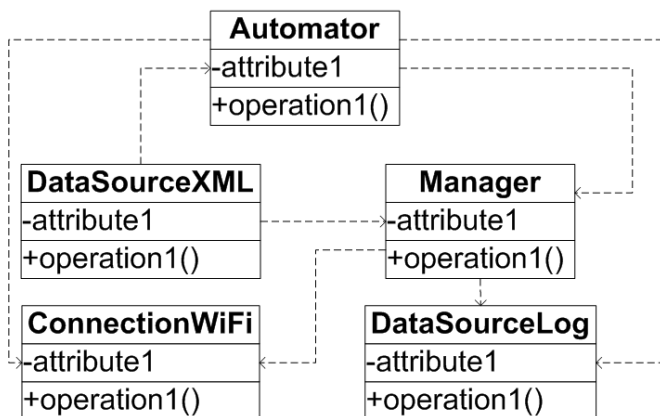 Automator
-attribute1
+operation1()
DataSourceXML
-attribute1
+operation1()
Manager
-attribute1
+operation1()
ConnectionWiFi
-attribute1
+operation1()
DataSourceLog
-attribute1
+operation1()